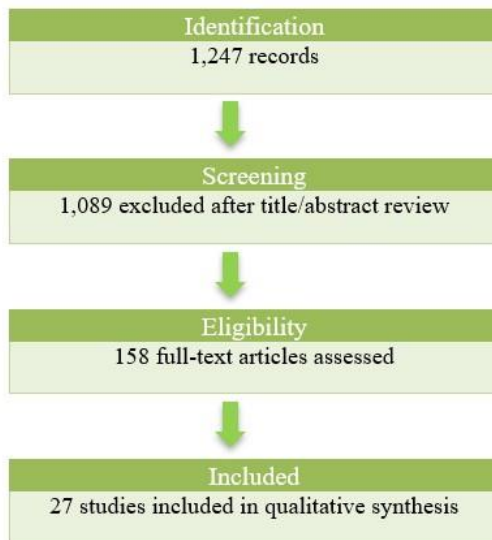 Identification
1,247 records
Screening
1,089 excluded after title/abstract review
Eligibility
158 full-text articles assessed
Included
27 studies included in qualitative synthesis